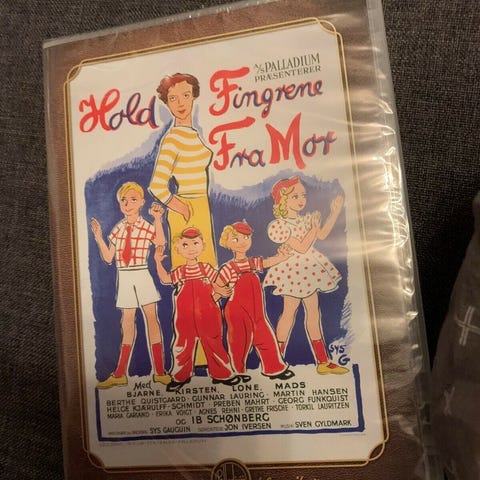 A/S PALLADIUM
PRÆSENTERER
Hold Fingrene
Fra Mor
SYS
G
Med
BJARNE, KIRSTEN, LONE, MADS
BERTHE QUISTGAARD · GUNNAR LAURING · MARTIN HANSEN
HELGE KJÆRULFF-SCHMIDT · PREBEN MAHRT · GEORG FUNKQUIST
MARIA GARLAND · ERIKA VOIGT · AGNES REHNI · GRETHE FRISCHE · TORKIL LAURITZEN
OG IB SCHØNBERG
SYS GAUGUIN
JON IVERSEN
MUSIK: SVEN GYLDMARK